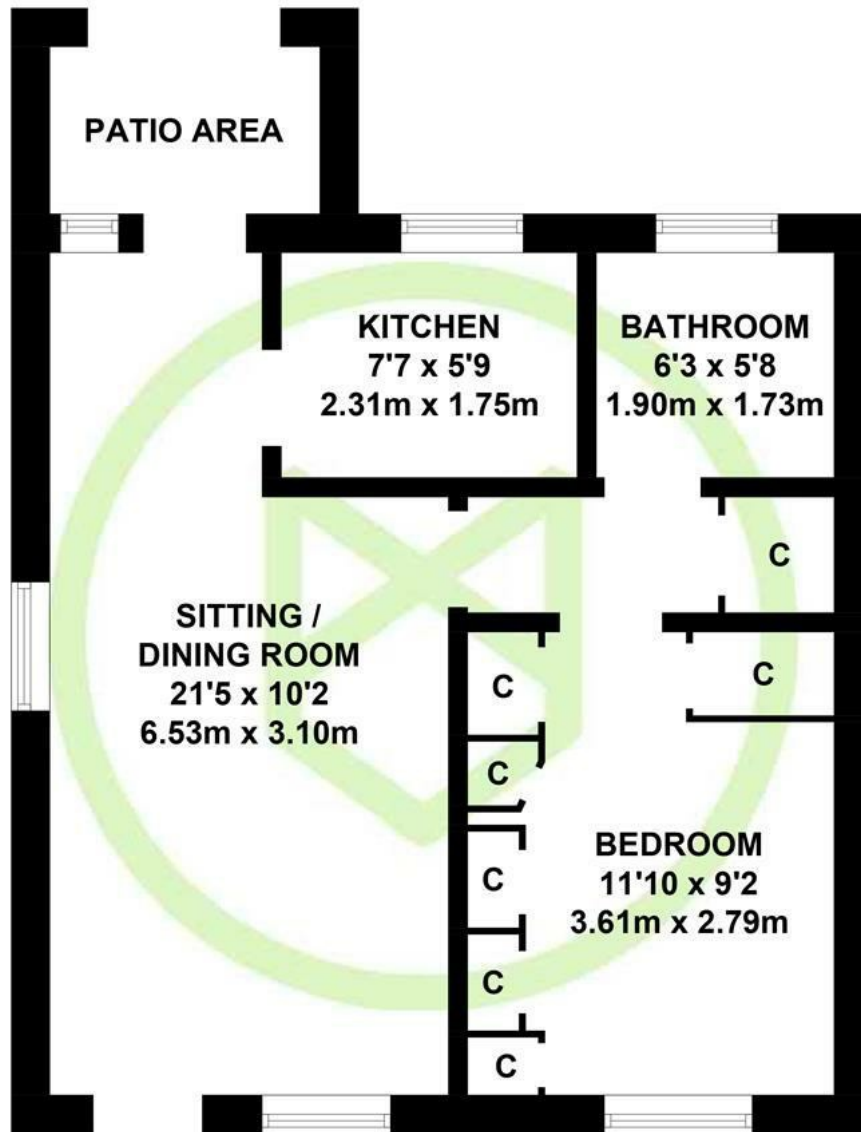 PATIO AREA
KITCHEN
7'7 x 5'9
2.31m x 1.75m
BATHROOM
6'3 x 5'8
1.90m x 1.73m
C
SITTING /
DINING ROOM
21'5 x 10'2
6.53m x 3.10m
C
C
C
BEDROOM
11'10 x 9'2
3.61m x 2.79m
C
C
C